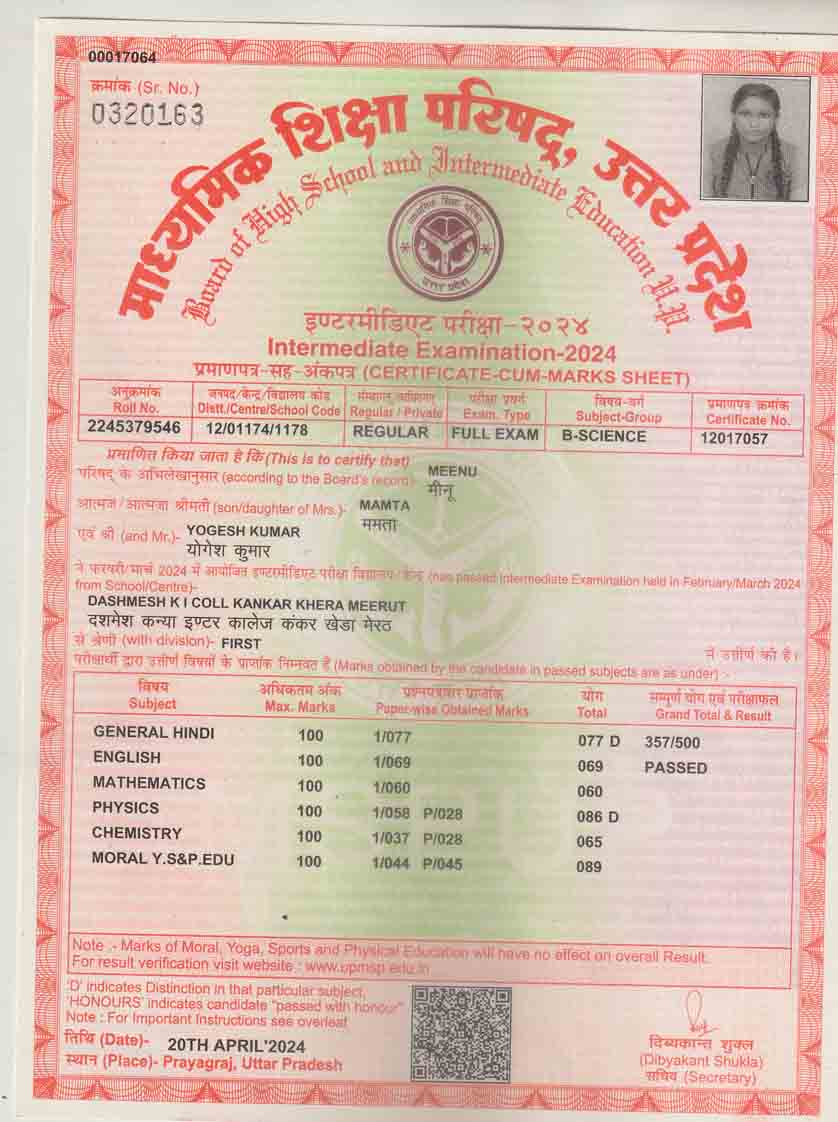 00017064
क्रमांक (Sr. No.)
0320163
माध्यमिक शिक्षा परिषद्, उत्तर प्रदेश
Board of High School and Intermediate Education U.P.
माध्यमिक शिक्षा परिषद्
उत्तर प्रदेश
इण्टरमीडिएट परीक्षा-२०२४
Intermediate Examination-2024
प्रमाणपत्र-सह-अंकपत्र (CERTIFICATE-CUM-MARKS SHEET)
अनुक्रमांक जनपद/केन्द्र/विद्यालय कोड संस्थागत/व्यक्तिगत परीक्षा प्रकार विषय-वर्ग प्रमाणपत्र क्रमांक
Roll No. Distt./Centre/School Code Regular / Private Exam. Type Subject-Group Certificate No.
2245379546 12/01174/1178 REGULAR FULL EXAM B-SCIENCE 12017057
प्रमाणित किया जाता है कि (This is to certify that)
परिषद् के अभिलेखानुसार (according to the Board's record) MEENU
मीनू
आत्मज/आत्मजा श्रीमती (son/daughter of Mrs.)- MAMTA
ममता
एवं श्री (and Mr.)- YOGESH KUMAR
योगेश कुमार
ने फरवरी/मार्च 2024 में आयोजित इण्टरमीडिएट परीक्षा विद्यालय/केन्द्र (has passed Intermediate Examination held in February/March 2024
from School/Centre)-
DASHMESH K I COLL KANKAR KHERA MEERUT
दशमेश कन्या इण्टर कालेज कंकर खेडा मेरठ
से श्रेणी (with division)- FIRST में उत्तीर्ण की है।
परीक्षार्थी द्वारा उत्तीर्ण विषयों के प्राप्तांक निम्नवत हैं (Marks obtained by the candidate in passed subjects are as under) :-
विषय अधिकतम अंक प्रश्नपत्रवार प्राप्तांक योग सम्पूर्ण योग एवं परीक्षाफल
Subject Max. Marks Paper-wise Obtained Marks Total Grand Total & Result
GENERAL HINDI 100 1/077 077 D 357/500
ENGLISH 100 1/069 069 PASSED
MATHEMATICS 100 1/060 060
PHYSICS 100 1/058 P/028 086 D
CHEMISTRY 100 1/037 P/028 065
MORAL Y.S&P.EDU 100 1/044 P/045 089
Note :- Marks of Moral, Yoga, Sports and Physical Education will have no effect on overall Result.
For result verification visit website : www.upmsp.edu.in
'D' indicates Distinction in that particular subject,
'HONOURS' indicates candidate "passed with honour"
Note : For Important Instructions see overleaf
तिथि (Date)- 20TH APRIL'2024
स्थान (Place)- Prayagraj, Uttar Pradesh
दिब्यकान्त शुक्ल
(Dibyakant Shukla)
सचिव (Secretary)